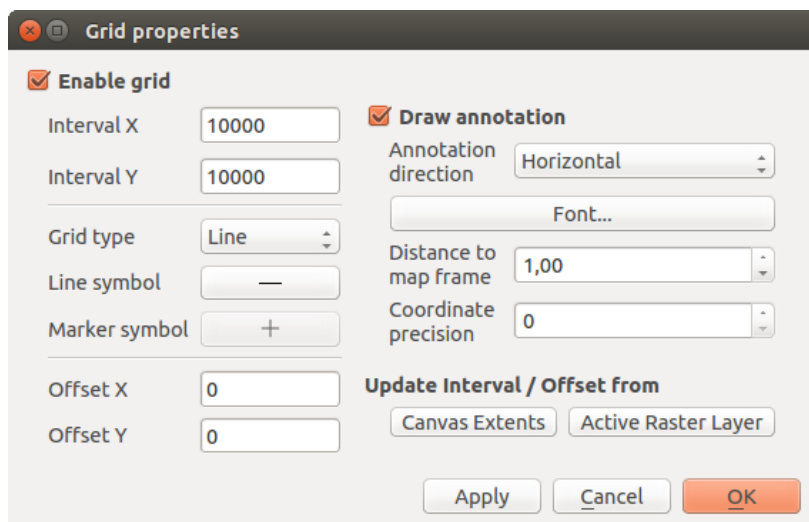 Grid properties
Enable grid
Interval X 10000
Interval Y 10000
Grid type Line
Line symbol
Marker symbol
Offset X 0
Offset Y 0
Draw annotation
Annotation
direction Horizontal
Font...
Distance to
map frame 1,00
Coordinate
precision 0
Update Interval / Offset from
Canvas Extents Active Raster Layer
Apply Cancel OK